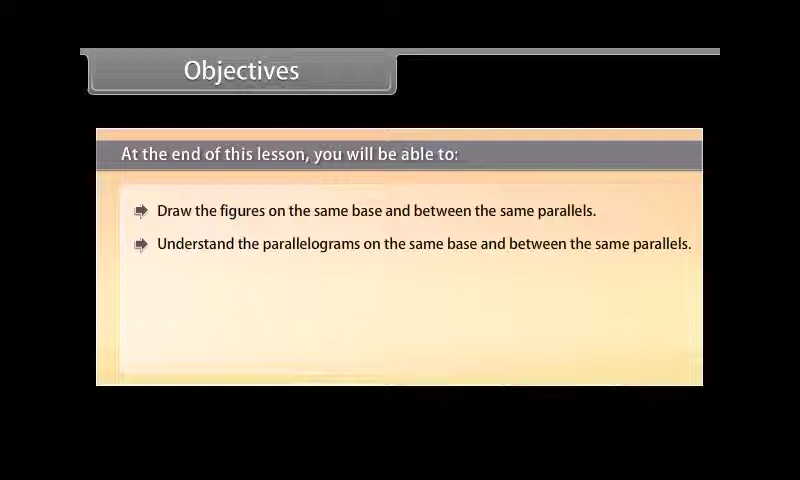 Objectives
At the end of this lesson, you will be able to:
Draw the figures on the same base and between the same parallels.
Understand the parallelograms on the same base and between the same parallels.